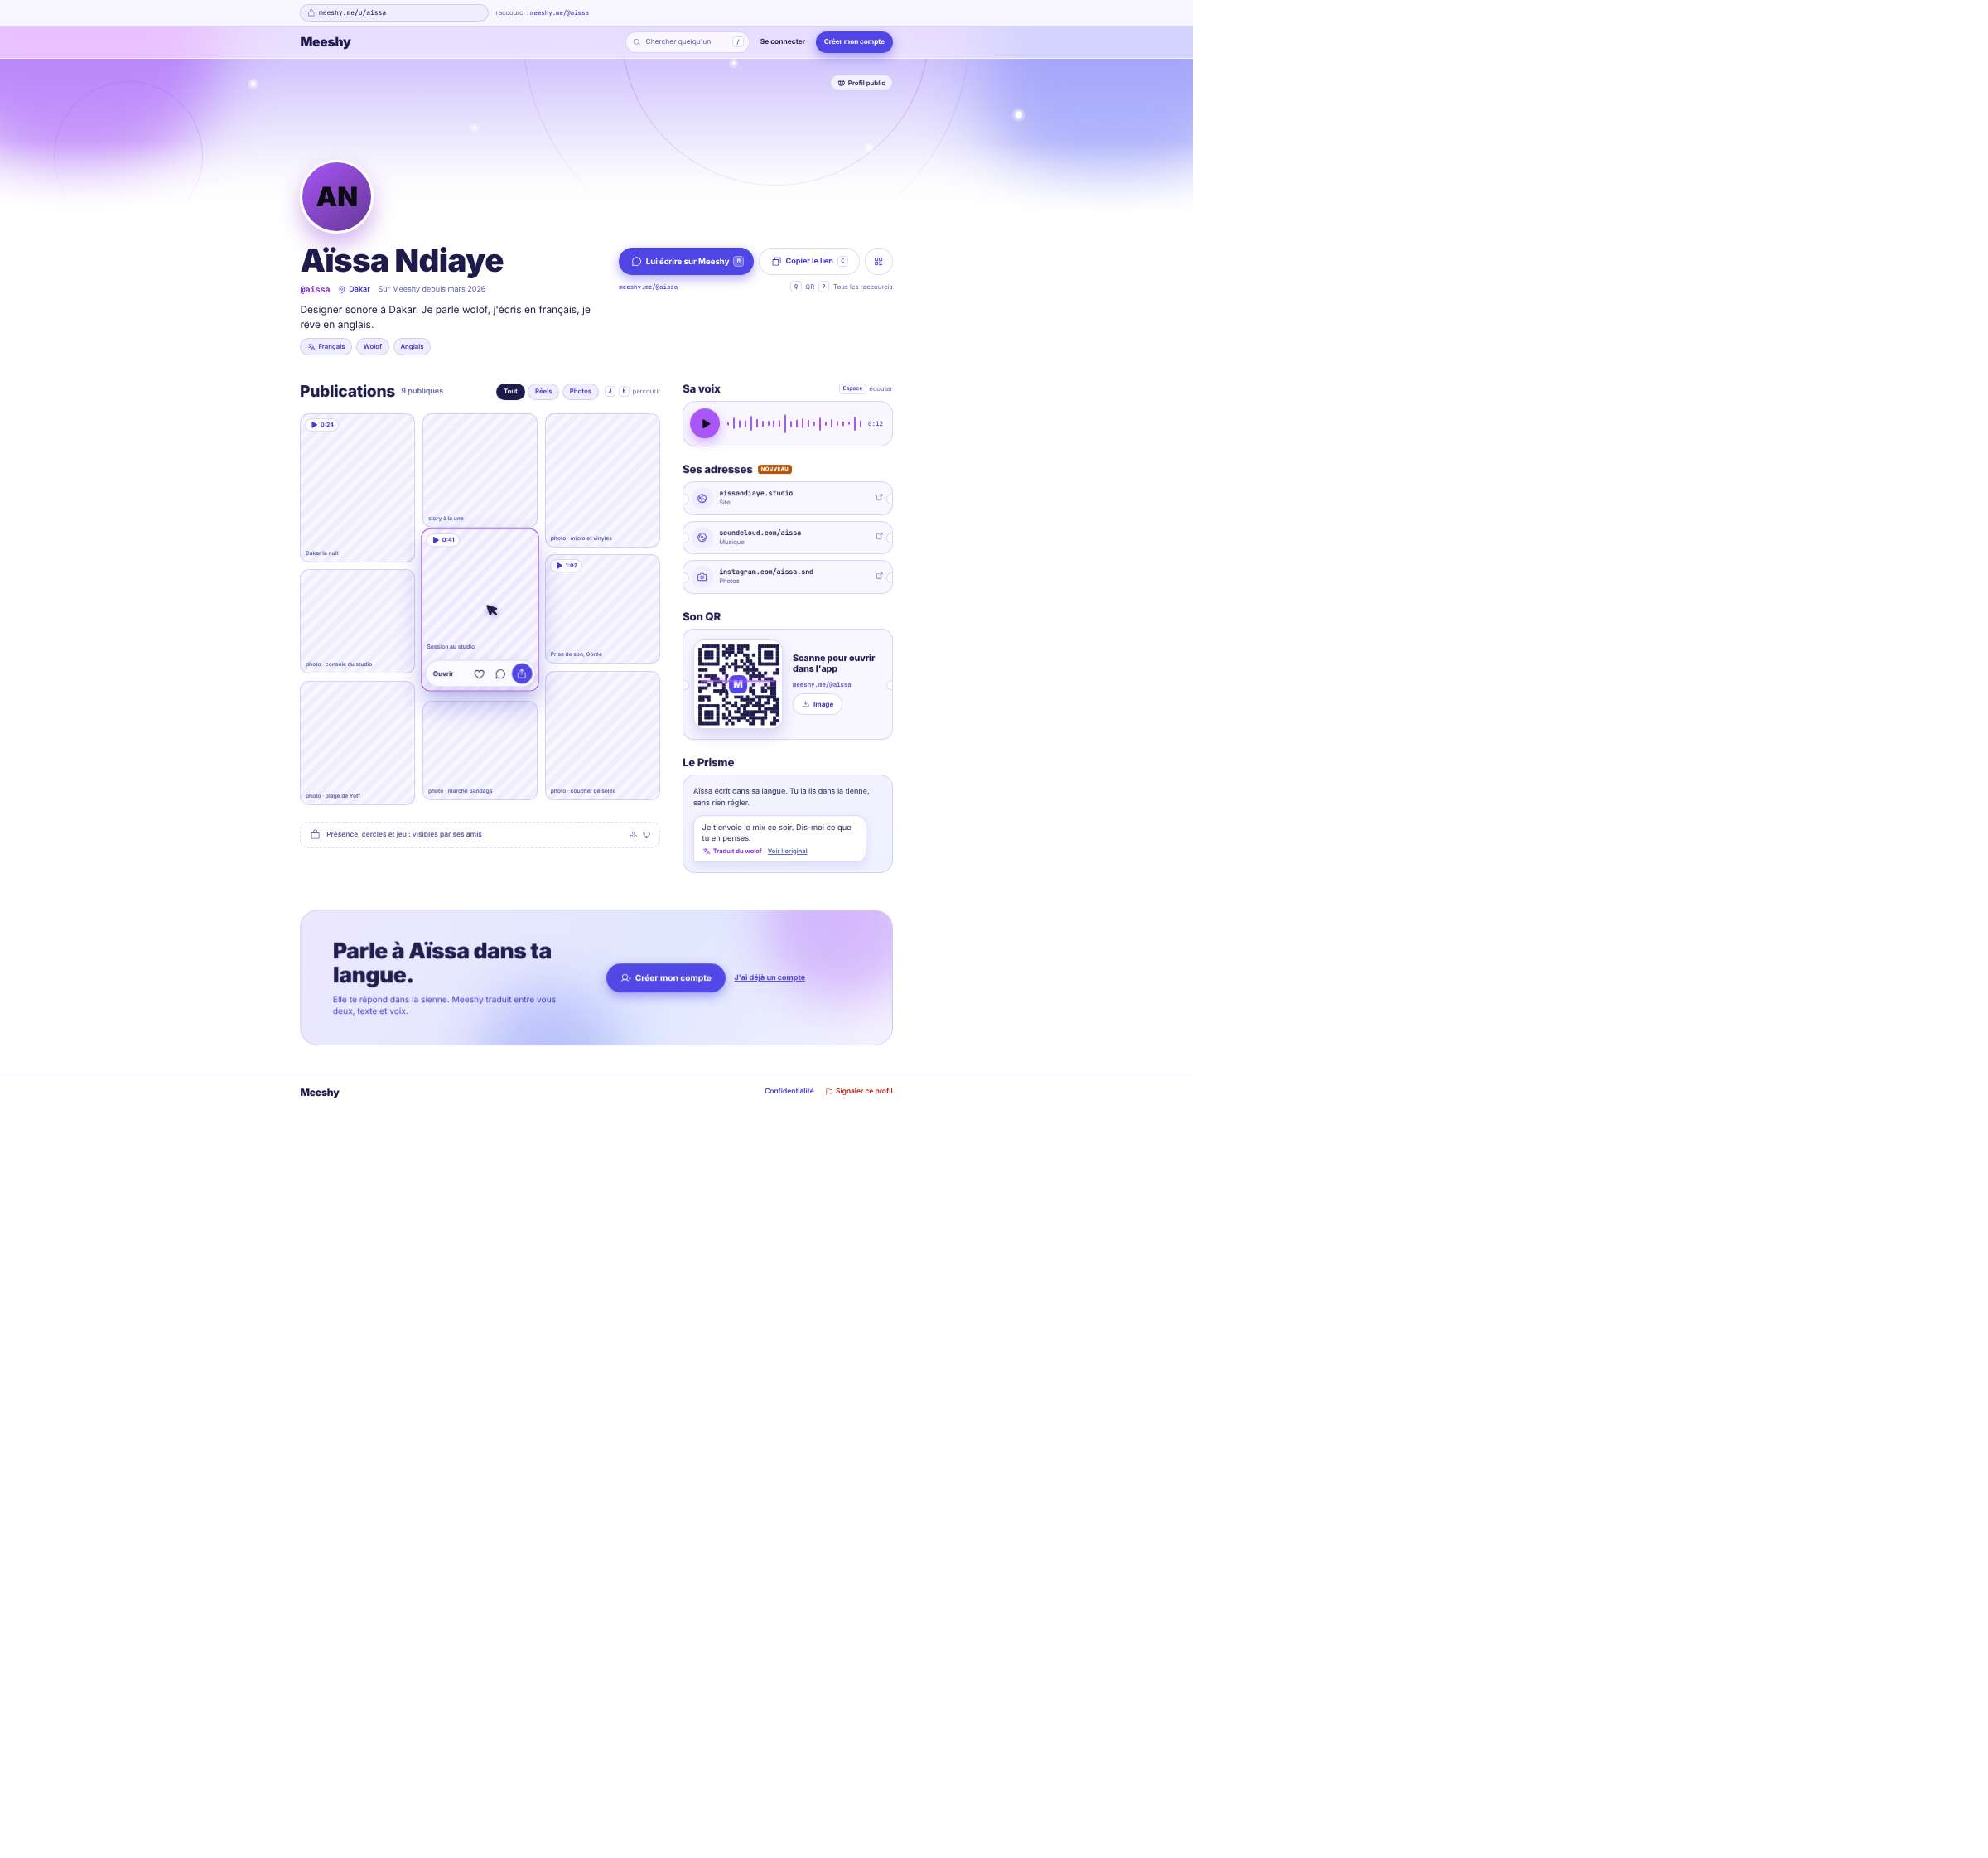 meeshy.me/u/aissa
raccourci : meeshy.me/@aissa
Meeshy
Chercher quelqu'un
/
Se connecter
Créer mon compte
Profil public
AN
Aïssa Ndiaye
@aissa
Dakar
Sur Meeshy depuis mars 2026
Designer sonore à Dakar. Je parle wolof, j'écris en français, je
rêve en anglais.
Français
Wolof
Anglais
Lui écrire sur Meeshy M
Copier le lien C
meeshy.me/@aissa
Q QR ? Tous les raccourcis
Publications
9 publiques
Tout
Réels
Photos
J K parcourir
0:24
Dakar la nuit
story à la une
photo · micro et vinyles
photo · console du studio
0:41
Session au studio
Ouvrir
1:02
Prise de son, Gorée
photo · plage de Yoff
photo · marché Sandaga
photo · coucher de soleil
Présence, cercles et jeu : visibles par ses amis
Sa voix
Espace écouter
0:12
Ses adresses
NOUVEAU
aissandiaye.studio
Site
soundcloud.com/aissa
Musique
instagram.com/aissa.snd
Photos
Son QR
M
Scanne pour ouvrir
dans l'app
meeshy.me/@aissa
Image
Le Prisme
Aïssa écrit dans sa langue. Tu la lis dans la tienne,
sans rien régler.
Je t'envoie le mix ce soir. Dis-moi ce que
tu en penses.
Traduit du wolof
Voir l'original
Parle à Aïssa dans ta
langue.
Elle te répond dans la sienne. Meeshy traduit entre vous
deux, texte et voix.
Créer mon compte
J'ai déjà un compte
Meeshy
Confidentialité
Signaler ce profil